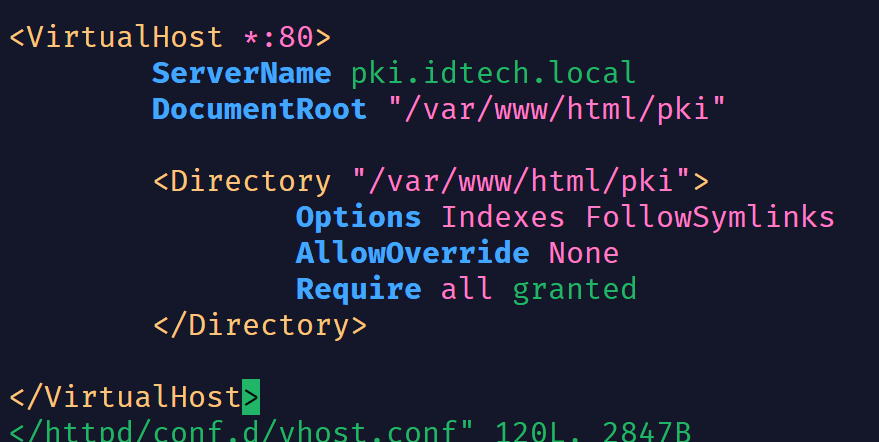 <VirtualHost *:80>
ServerName pki.idtech.local
DocumentRoot "/var/www/html/pki"
<Directory "/var/www/html/pki">
Options Indexes FollowSymlinks
AllowOverride None
Require all granted
</Directory>
</VirtualHost>
</httpd/conf.d/vhost.conf" 120L, 2847B